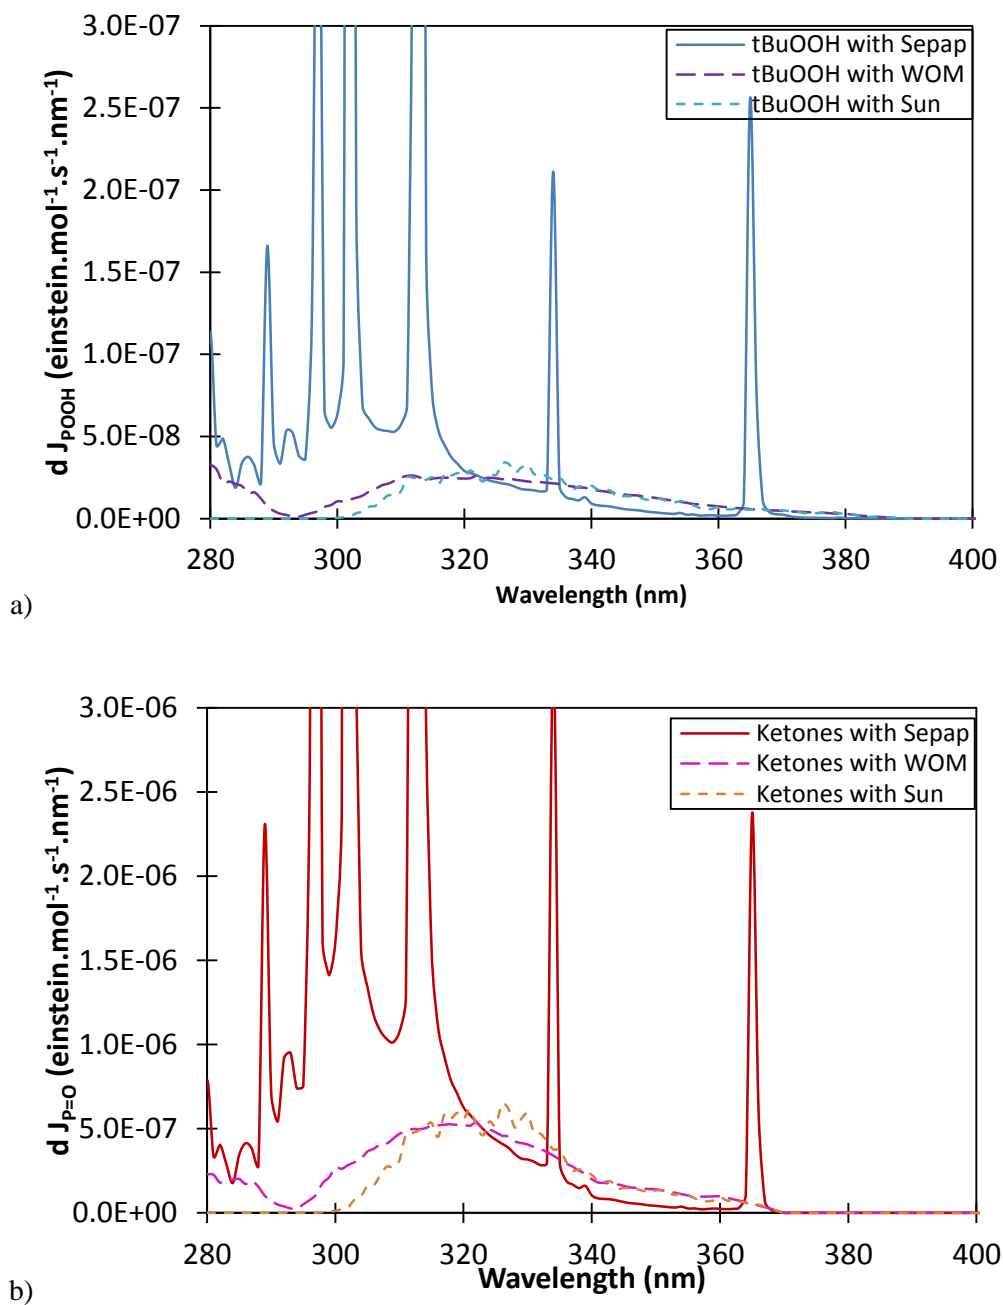 3.0E-07
2.5E-07
2.0E-07
1.5E-07
1.0E-07
5.0E-08
0.0E+00
d J_POOH (einstein.mol⁻¹.s⁻¹.nm⁻¹)
tBuOOH with Sepap
tBuOOH with WOM
tBuOOH with Sun
280 300 320 340 360 380 400
Wavelength (nm)
a)
3.0E-06
2.5E-06
2.0E-06
1.5E-06
1.0E-06
5.0E-07
0.0E+00
d J_P=O (einstein.mol⁻¹.s⁻¹.nm⁻¹)
Ketones with Sepap
Ketones with WOM
Ketones with Sun
280 300 320 340 360 380 400
Wavelength (nm)
b)